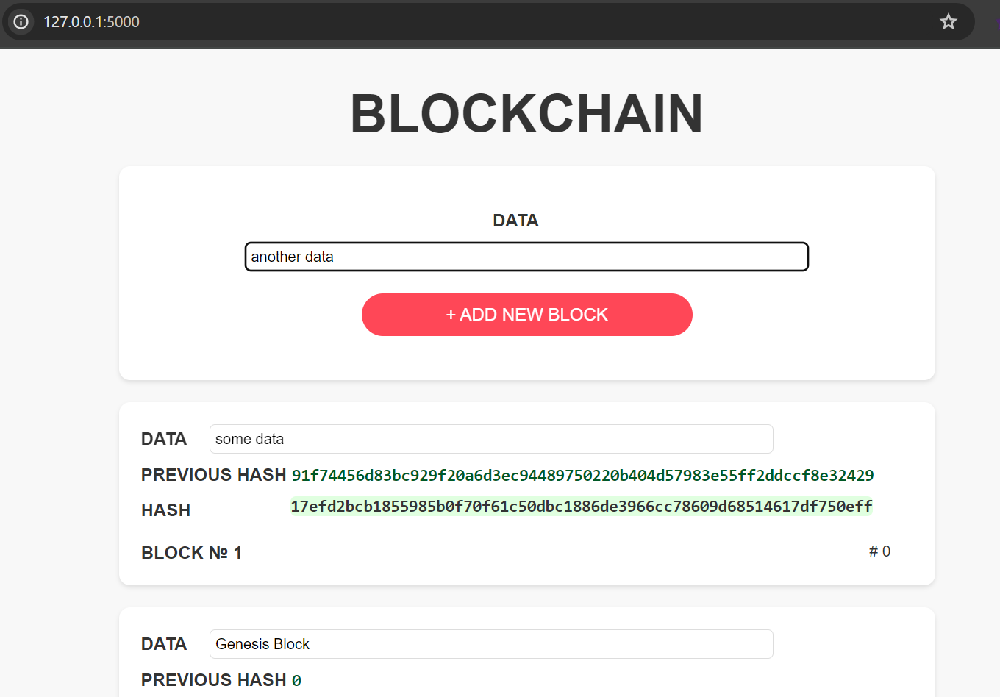 127.0.0.1:5000
BLOCKCHAIN
DATA
another data
+ ADD NEW BLOCK
DATA some data
PREVIOUS HASH 91f74456d83bc929f20a6d3ec94489750220b404d57983e55ff2ddccf8e32429
HASH 17efd2bcb1855985b0f70f61c50dbc1886de3966cc78609d68514617df750eff
BLOCK № 1 # 0
DATA Genesis Block
PREVIOUS HASH 0